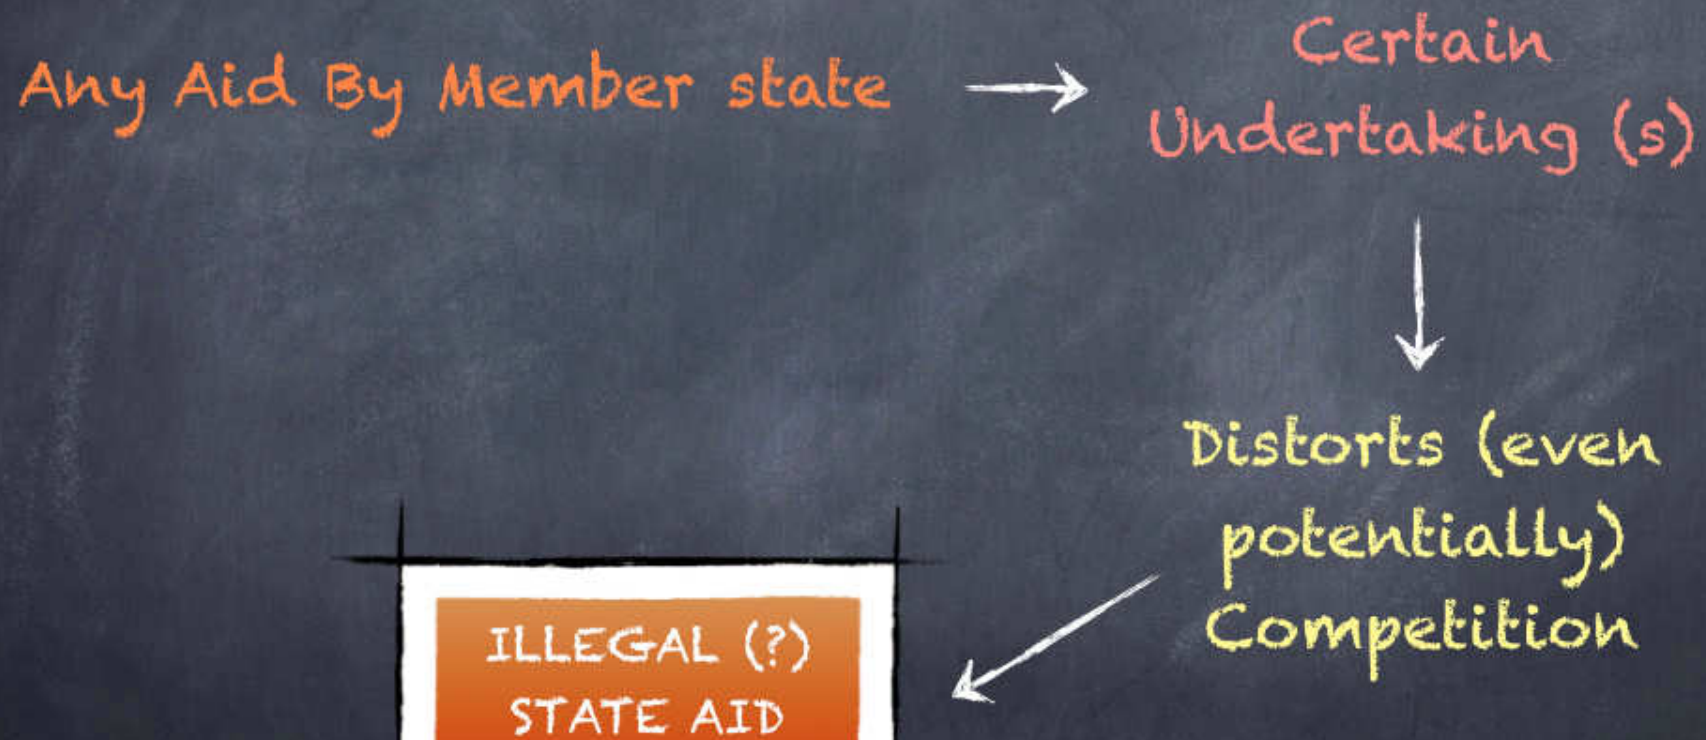 Any Aid By Member state
Certain
Undertaking (s)
Distorts (even
potentially)
Competition
ILLEGAL (?)
STATE AID